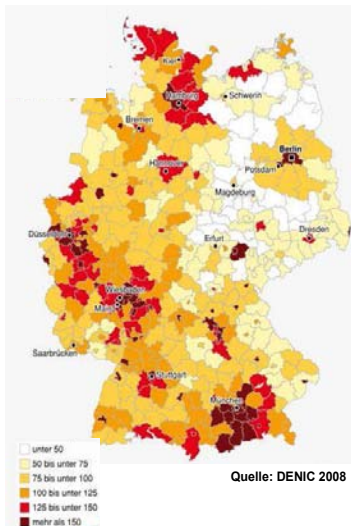 Kiel
Hamburg
Schwerin
Bremen
Berlin
Hannover
Potsdam
Magdeburg
Düsseldorf
Erfurt
Dresden
Wiesbaden
Mainz
Saarbrücken
Stuttgart
München
unter 50
50 bis unter 75
75 bis unter 100
100 bis unter 125
125 bis unter 150
mehr als 150
Quelle: DENIC 2008